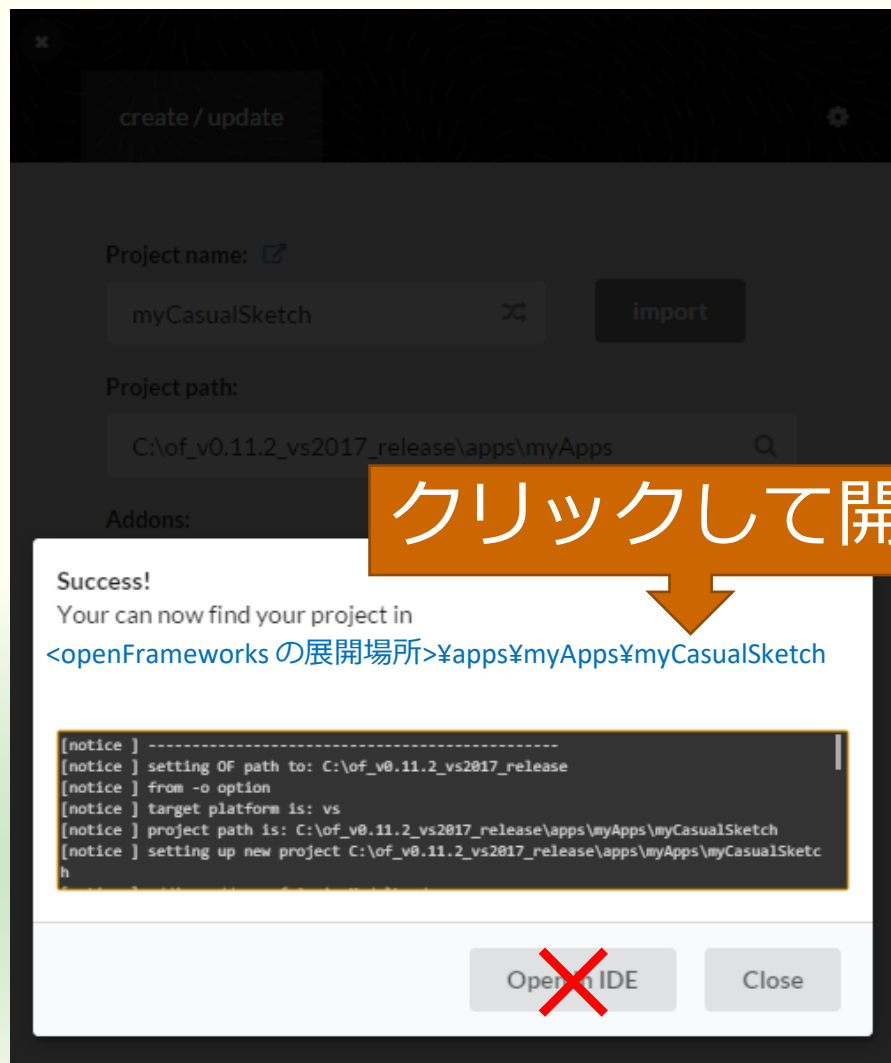 create / update
Project name:
myCasualSketch
import
Project path:
C:\of_v0.11.2_vs2017_release\apps\myApps
Addons:
クリックして開
Success!
Your can now find your project in
<openFrameworks の展開場所>¥apps¥myApps¥myCasualSketch
[notice ] -----------------------------------------------
[notice ] setting OF path to: C:\of_v0.11.2_vs2017_release
[notice ] from -o option
[notice ] target platform is: vs
[notice ] project path is: C:\of_v0.11.2_vs2017_release\apps\myApps\myCasualSketch
[notice ] setting up new project C:\of_v0.11.2_vs2017_release\apps\myApps\myCasualSketc
h
Open in IDE
Close